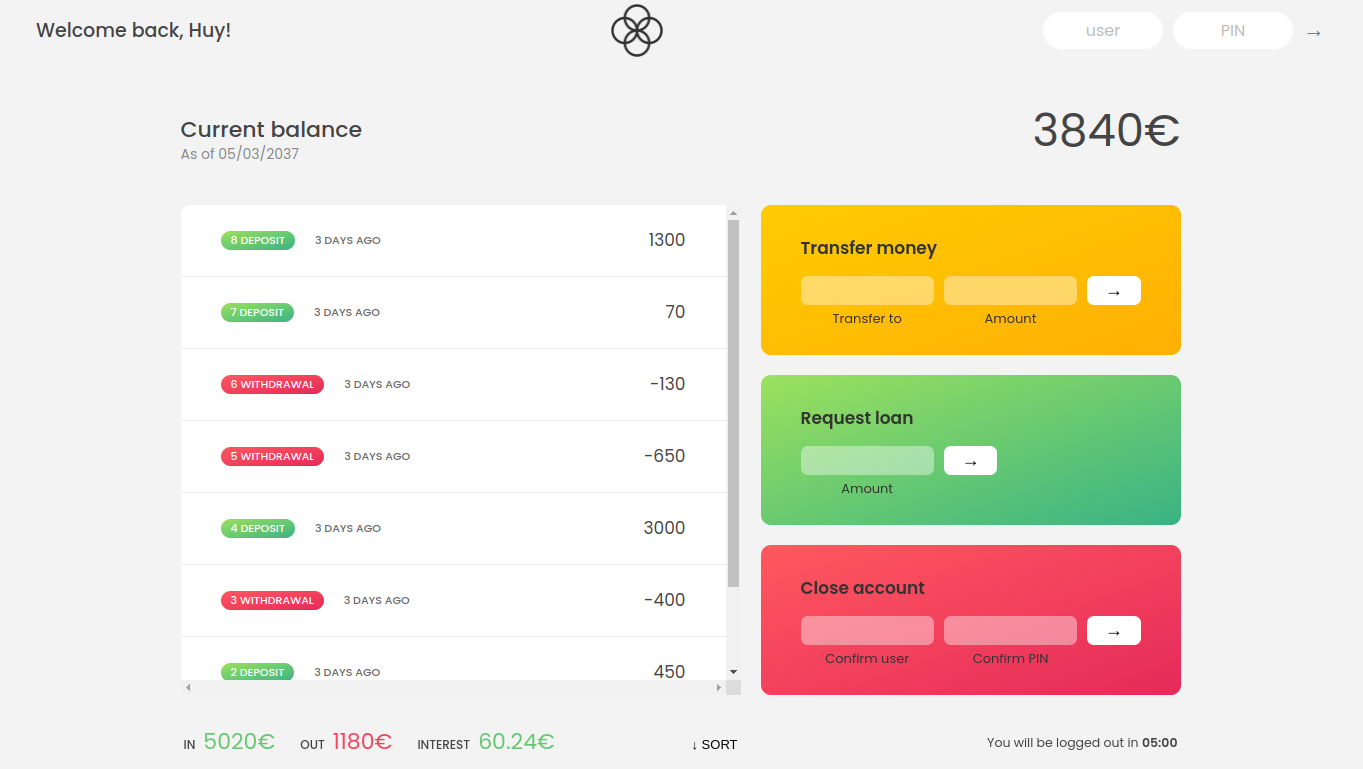 Welcome back, Huy!
user
PIN
→
Current balance
As of 05/03/2037
3840€
8 DEPOSIT 3 DAYS AGO 1300
7 DEPOSIT 3 DAYS AGO 70
6 WITHDRAWAL 3 DAYS AGO -130
5 WITHDRAWAL 3 DAYS AGO -650
4 DEPOSIT 3 DAYS AGO 3000
3 WITHDRAWAL 3 DAYS AGO -400
2 DEPOSIT 3 DAYS AGO 450
Transfer money
→
Transfer to Amount
Request loan
→
Amount
Close account
→
Confirm user Confirm PIN
IN 5020€ OUT 1180€ INTEREST 60.24€
↓ SORT
You will be logged out in 05:00